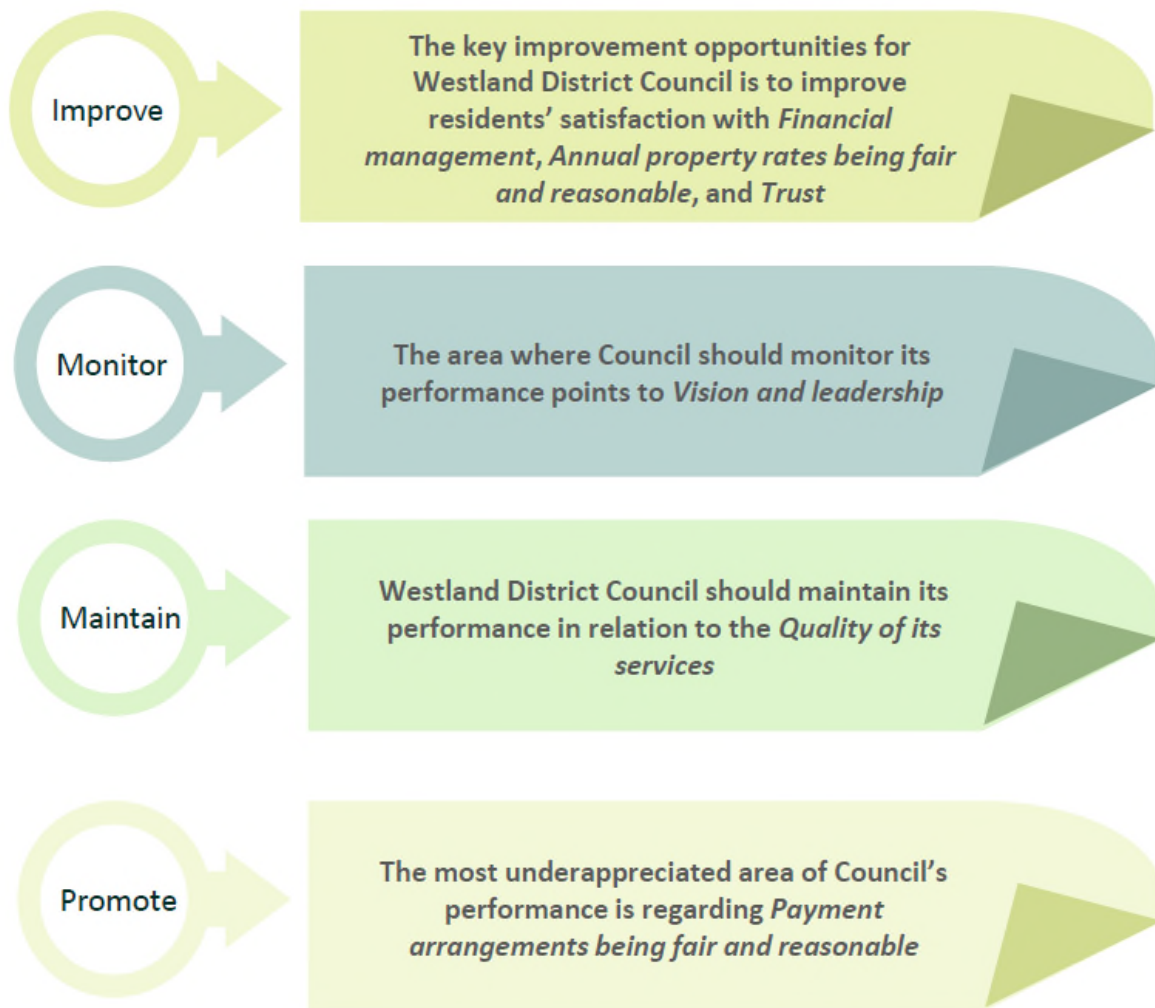 Improve
The key improvement opportunities for
Westland District Council is to improve
residents’ satisfaction with Financial
management, Annual property rates being fair
and reasonable, and Trust
Monitor
The area where Council should monitor its
performance points to Vision and leadership
Maintain
Westland District Council should maintain its
performance in relation to the Quality of its
services
Promote
The most underappreciated area of Council’s
performance is regarding Payment
arrangements being fair and reasonable